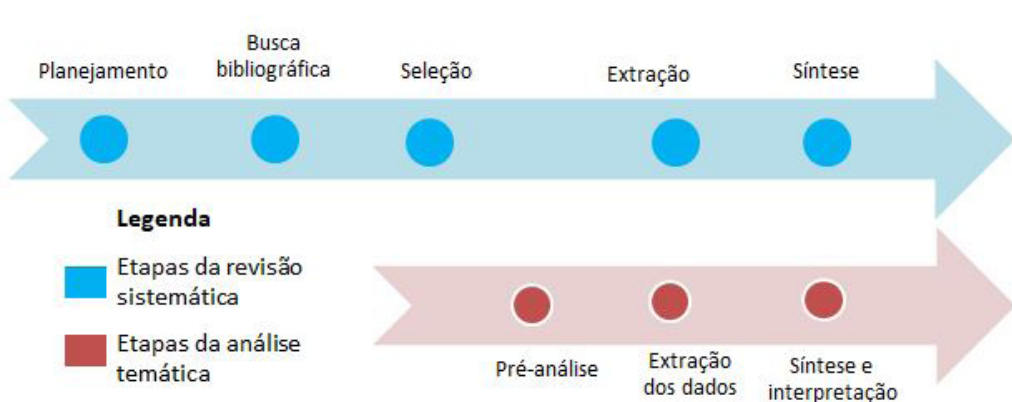 Planejamento
Busca
bibliográfica
Seleção
Extração
Síntese
Legenda
Etapas da revisão
sistemática
Etapas da análise
temática
Pré-análise
Extração
dos dados
Síntese e
interpretação